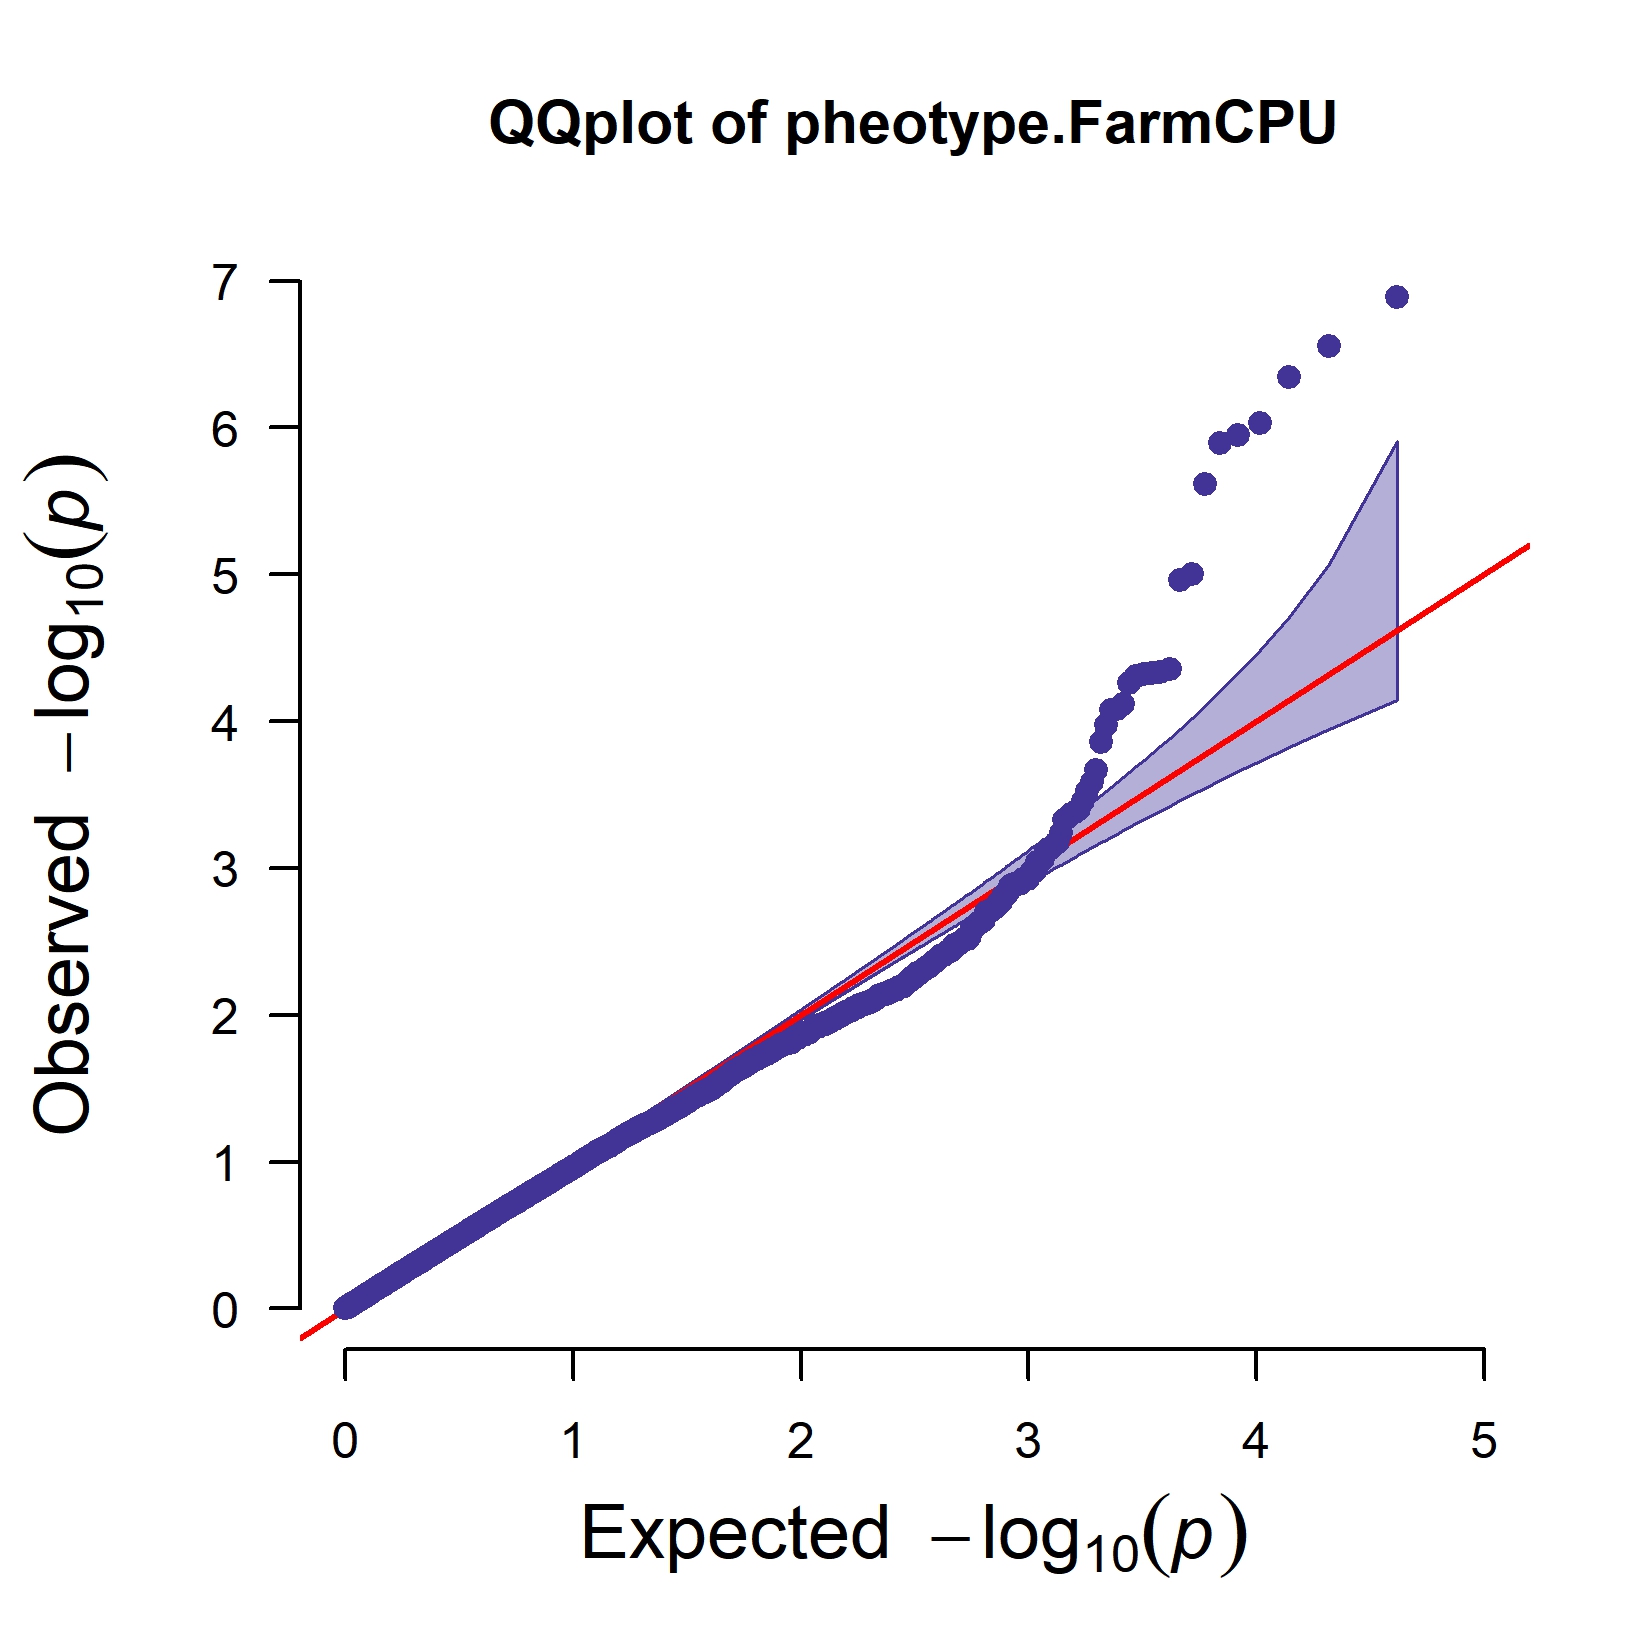 QQplot of pheotype.FarmCPU
7
6
5
4
3
2
1
0
Observed −log₁₀(p)
0 1 2 3 4 5
Expected −log₁₀(p)